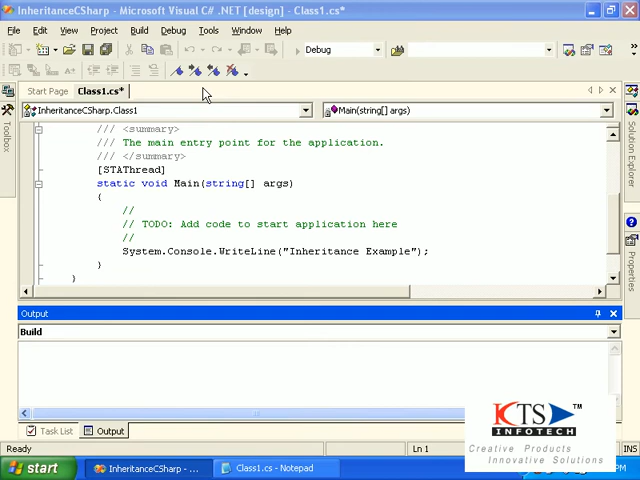 InheritanceCSharp - Microsoft Visual C# .NET [design] - Class1.cs*
File Edit View Project Build Debug Tools Window Help
Debug
Start Page Class1.cs*
InheritanceCSharp.Class1 Main(string[] args)
/// <summary>
/// The main entry point for the application.
/// </summary>
[STAThread]
static void Main(string[] args)
{
//
// TODO: Add code to start application here
//
System.Console.WriteLine("Inheritance Example");
}
}
Toolbox
Solution Explorer
Properties
Output
Build
Task List Output
Ready Ln 1 INS
start InheritanceCSharp - ... Class1.cs - Notepad PM
KTS TM
INFOTECH
Creative Products
Innovative Solutions